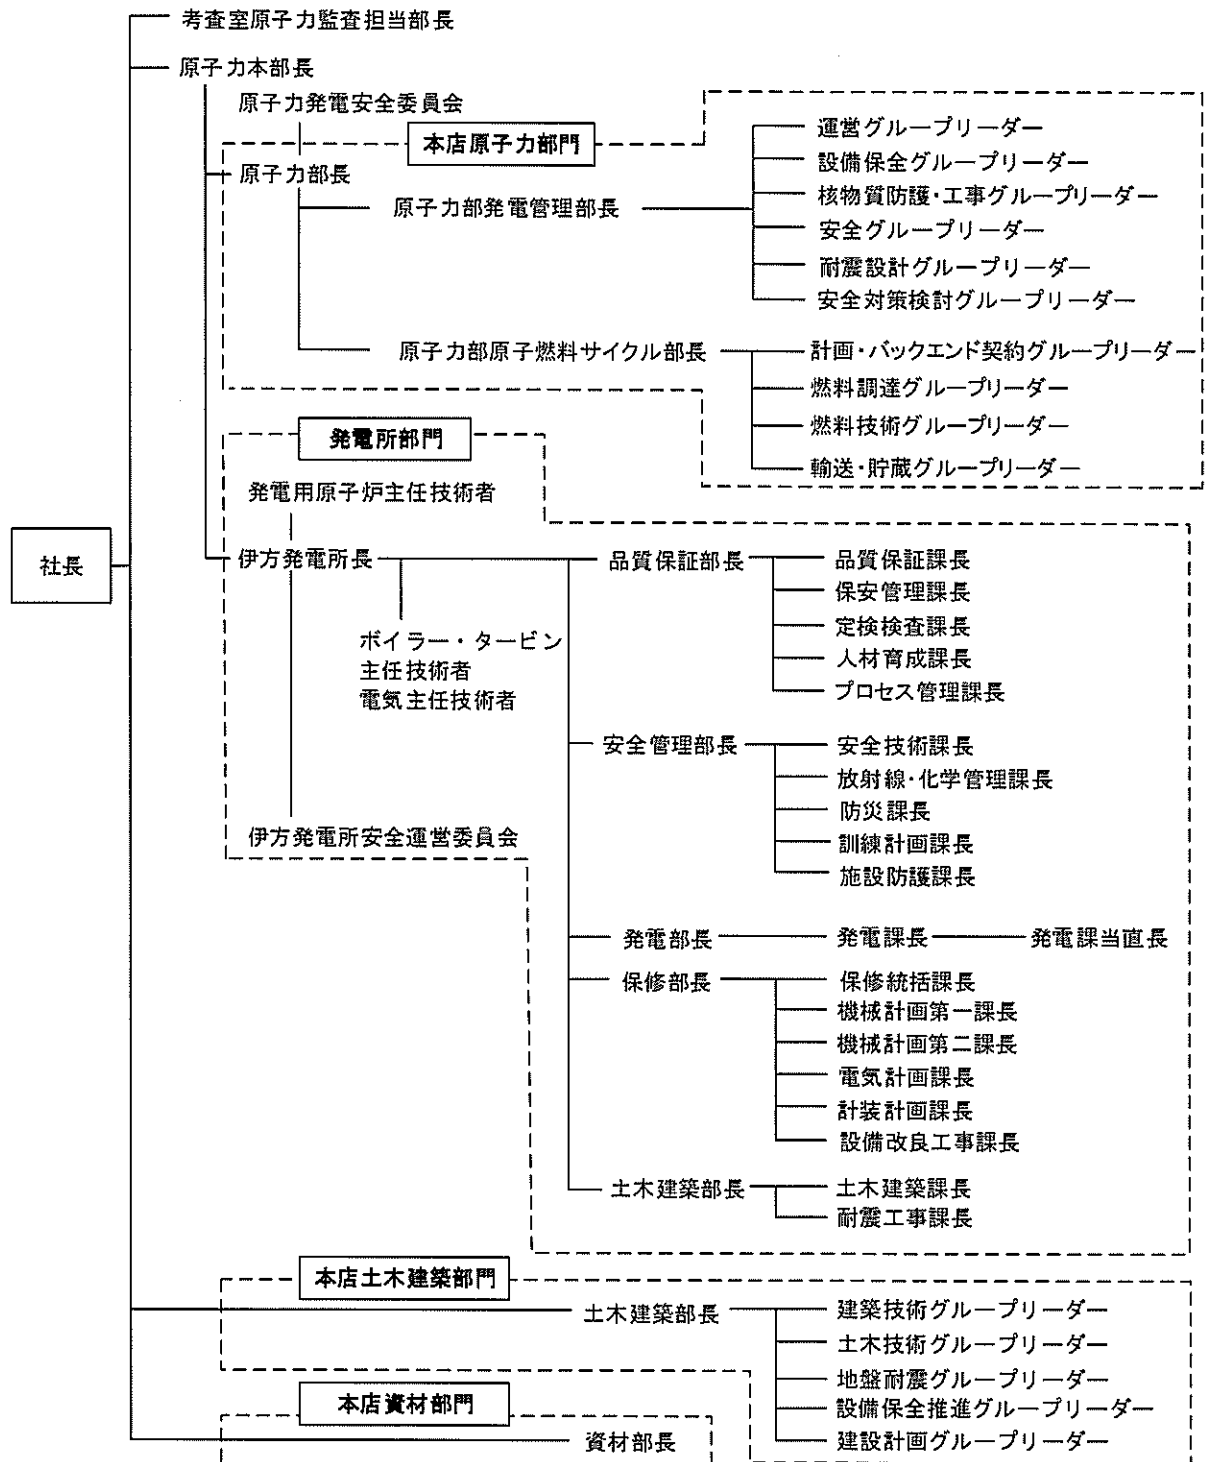 考査室原子力監査担当部長
原子力本部長
原子力発電安全委員会
本店原子力部門
原子力部長
原子力部発電管理部長
運営グループリーダー
設備保全グループリーダー
核物質防護・工事グループリーダー
安全グループリーダー
耐震設計グループリーダー
安全対策検討グループリーダー
原子力部原子燃料サイクル部長
計画・バックエンド契約グループリーダー
燃料調達グループリーダー
燃料技術グループリーダー
輸送・貯蔵グループリーダー
発電所部門
発電用原子炉主任技術者
社長
伊方発電所長
ボイラー・タービン
主任技術者
電気主任技術者
伊方発電所安全運営委員会
品質保証部長
品質保証課長
保安管理課長
定検検査課長
人材育成課長
プロセス管理課長
安全管理部長
安全技術課長
放射線・化学管理課長
防災課長
訓練計画課長
施設防護課長
発電部長
発電課長
発電課当直長
保修部長
保修統括課長
機械計画第一課長
機械計画第二課長
電気計画課長
計装計画課長
設備改良工事課長
土木建築部長
土木建築課長
耐震工事課長
本店土木建築部門
土木建築部長
建築技術グループリーダー
土木技術グループリーダー
地盤耐震グループリーダー
設備保全推進グループリーダー
建設計画グループリーダー
本店資材部門
資材部長